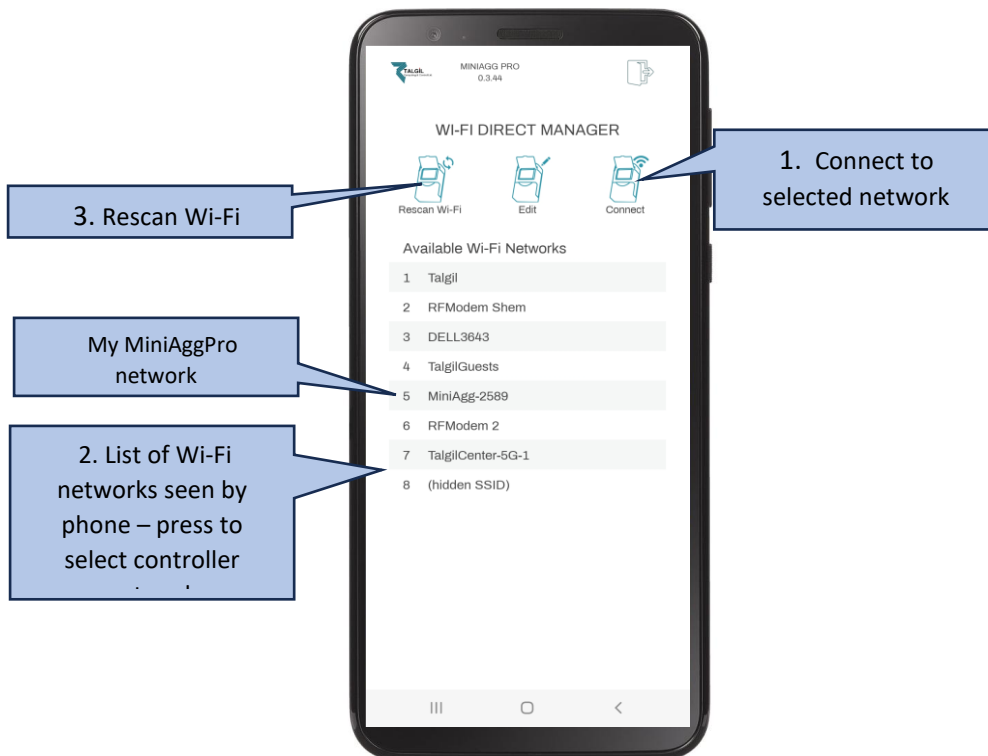 TALGIL
MINIAGG PRO
0.3.44
WI-FI DIRECT MANAGER
Rescan Wi-Fi
Edit
Connect
Available Wi-Fi Networks
1 Talgil
2 RFModem Shem
3 DELL3643
4 TalgilGuests
5 MiniAgg-2589
6 RFModem 2
7 TalgilCenter-5G-1
8 (hidden SSID)
1. Connect to
selected network
3. Rescan Wi-Fi
My MiniAggPro
network
2. List of Wi-Fi
networks seen by
phone – press to
select controller